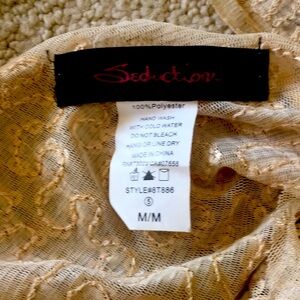 Seduction
100%Polyester
HAND WASH
WITH COLD WATER
DO NOT BLEACH
HANG OR LINE DRY
MADE IN CHINA
STYLE#8T886
S
M/M